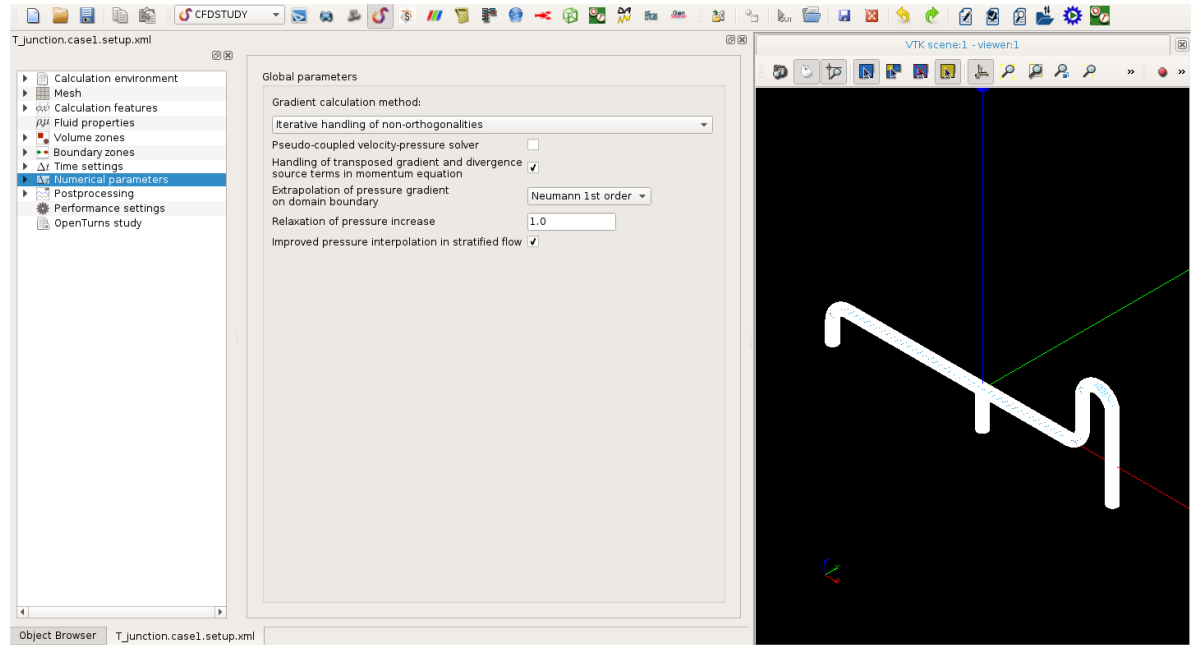 CFDSTUDY
T_junction.case1.setup.xml
Calculation environment
Mesh
Calculation features
Fluid properties
Volume zones
Boundary zones
Δt Time settings
Numerical parameters
Postprocessing
Performance settings
OpenTurns study
Global parameters
Gradient calculation method:
Iterative handling of non-orthogonalities
Pseudo-coupled velocity-pressure solver
Handling of transposed gradient and divergence
source terms in momentum equation
Extrapolation of pressure gradient
on domain boundary
Neumann 1st order
Relaxation of pressure increase
1.0
Improved pressure interpolation in stratified flow
Object Browser
T_junction.case1.setup.xml
VTK scene:1 - viewer:1